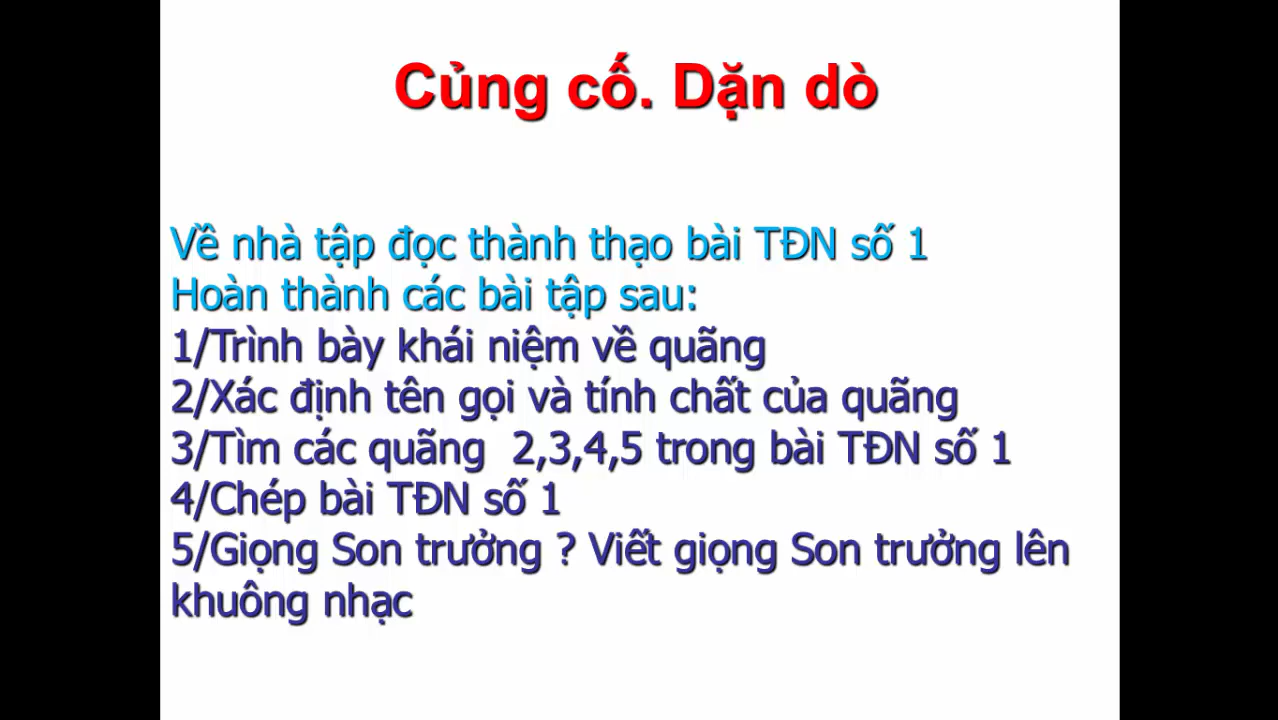 Củng cố. Dặn dò
Về nhà tập đọc thành thạo bài TĐN số 1
Hoàn thành các bài tập sau:
1/Trình bày khái niệm về quãng
2/Xác định tên gọi và tính chất của quãng
3/Tìm các quãng  2,3,4,5 trong bài TĐN số 1
4/Chép bài TĐN số 1
5/Giọng Son trưởng ? Viết giọng Son trưởng lên
khuông nhạc